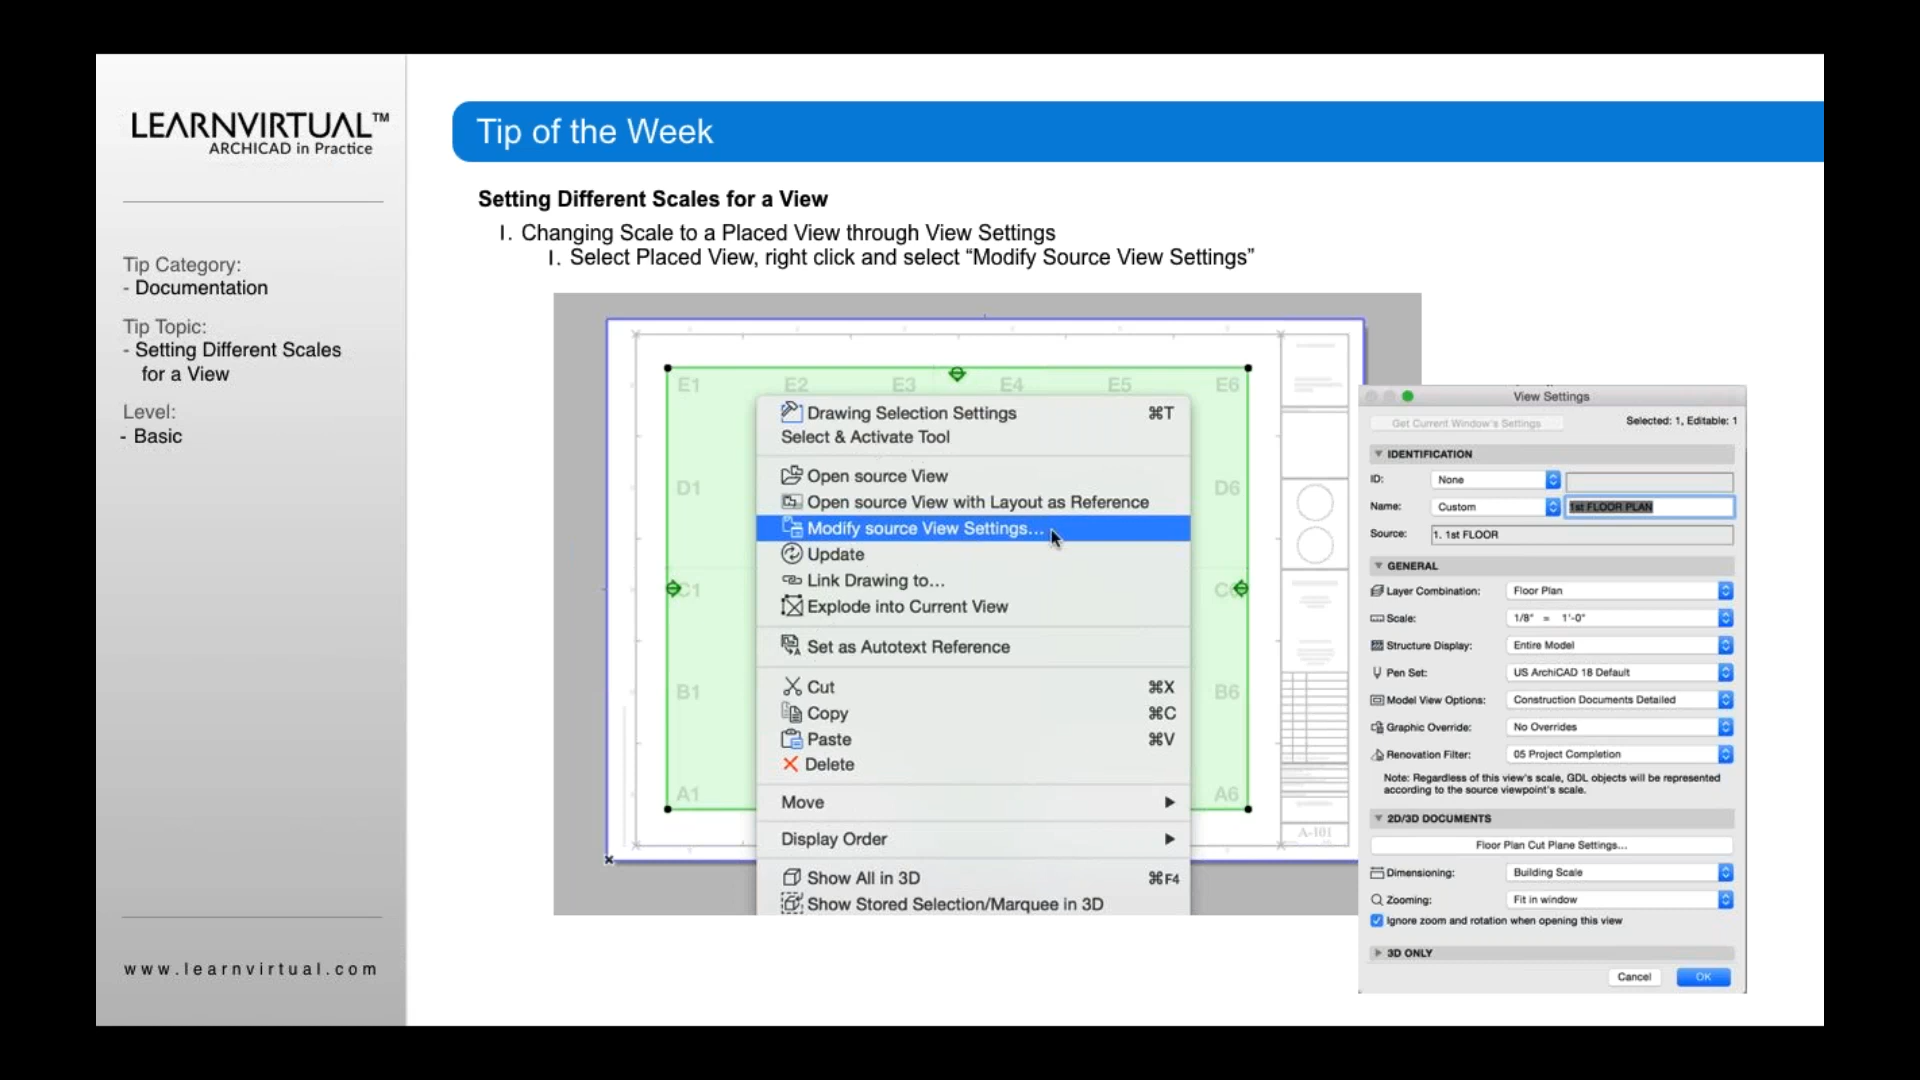 LEARNVIRTUAL™
ARCHICAD in Practice
Tip Category:
- Documentation
Tip Topic:
- Setting Different Scales
for a View
Level:
- Basic
www.learnvirtual.com
Tip of the Week
Setting Different Scales for a View
I. Changing Scale to a Placed View through View Settings
I. Select Placed View, right click and select “Modify Source View Settings”
E1 E2 E3 E4 E5 E6
D1 D6
C1
B1 B6
A1 A6
A-101
Drawing Selection Settings ⌘T
Select & Activate Tool
Open source View
Open source View with Layout as Reference
Modify source View Settings...
Update
Link Drawing to...
Explode into Current View
Set as Autotext Reference
Cut ⌘X
Copy ⌘C
Paste ⌘V
Delete
Move
Display Order
Show All in 3D ⌘F4
Show Stored Selection/Marquee in 3D
View Settings
Get Current Window's Settings Selected: 1, Editable: 1
IDENTIFICATION
ID: None
Name: Custom 1st FLOOR PLAN
Source: 1. 1st FLOOR
GENERAL
Layer Combination: Floor Plan
Scale: 1/8" = 1'-0"
Structure Display: Entire Model
Pen Set: US ArchiCAD 18 Default
Model View Options: Construction Documents Detailed
Graphic Override: No Overrides
Renovation Filter: 05 Project Completion
Note: Regardless of this view's scale, GDL objects will be represented
according to the source viewpoint's scale.
2D/3D DOCUMENTS
Floor Plan Cut Plane Settings...
Dimensioning: Building Scale
Zooming: Fit in window
Ignore zoom and rotation when opening this view
3D ONLY
Cancel OK